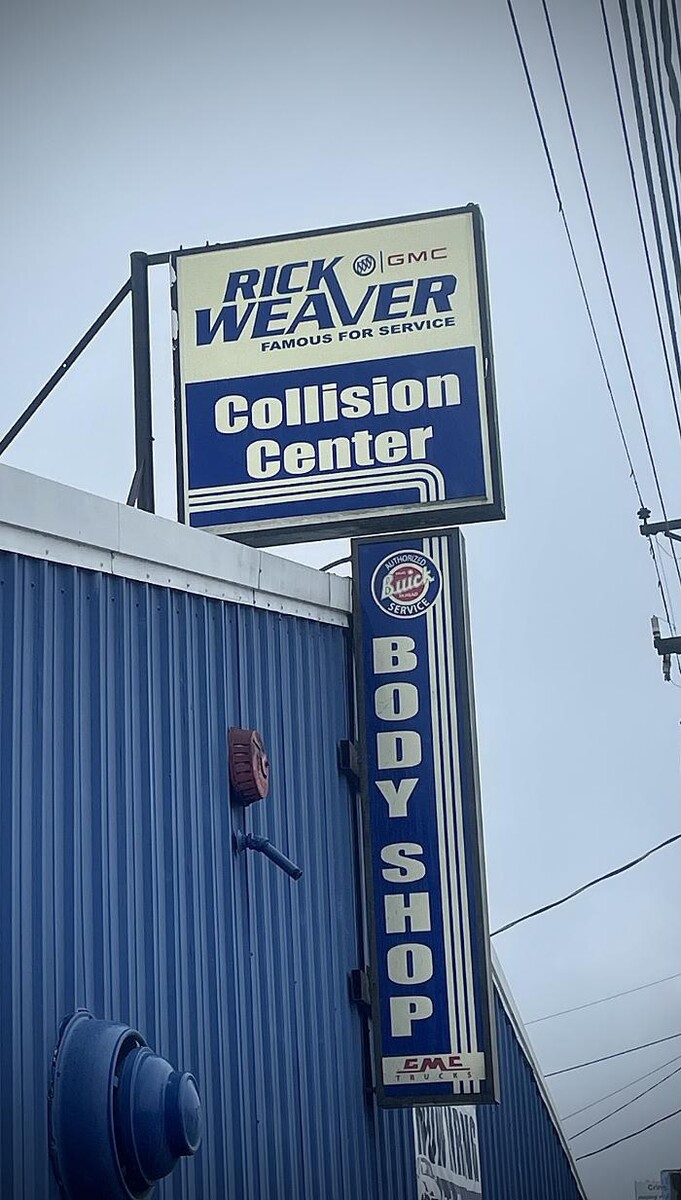 GMC
RICK
WEAVER
FAMOUS FOR SERVICE
Collision
Center
AUTHORIZED
Buick
SERVICE
BODY SHOP
GMC
TRUCKS